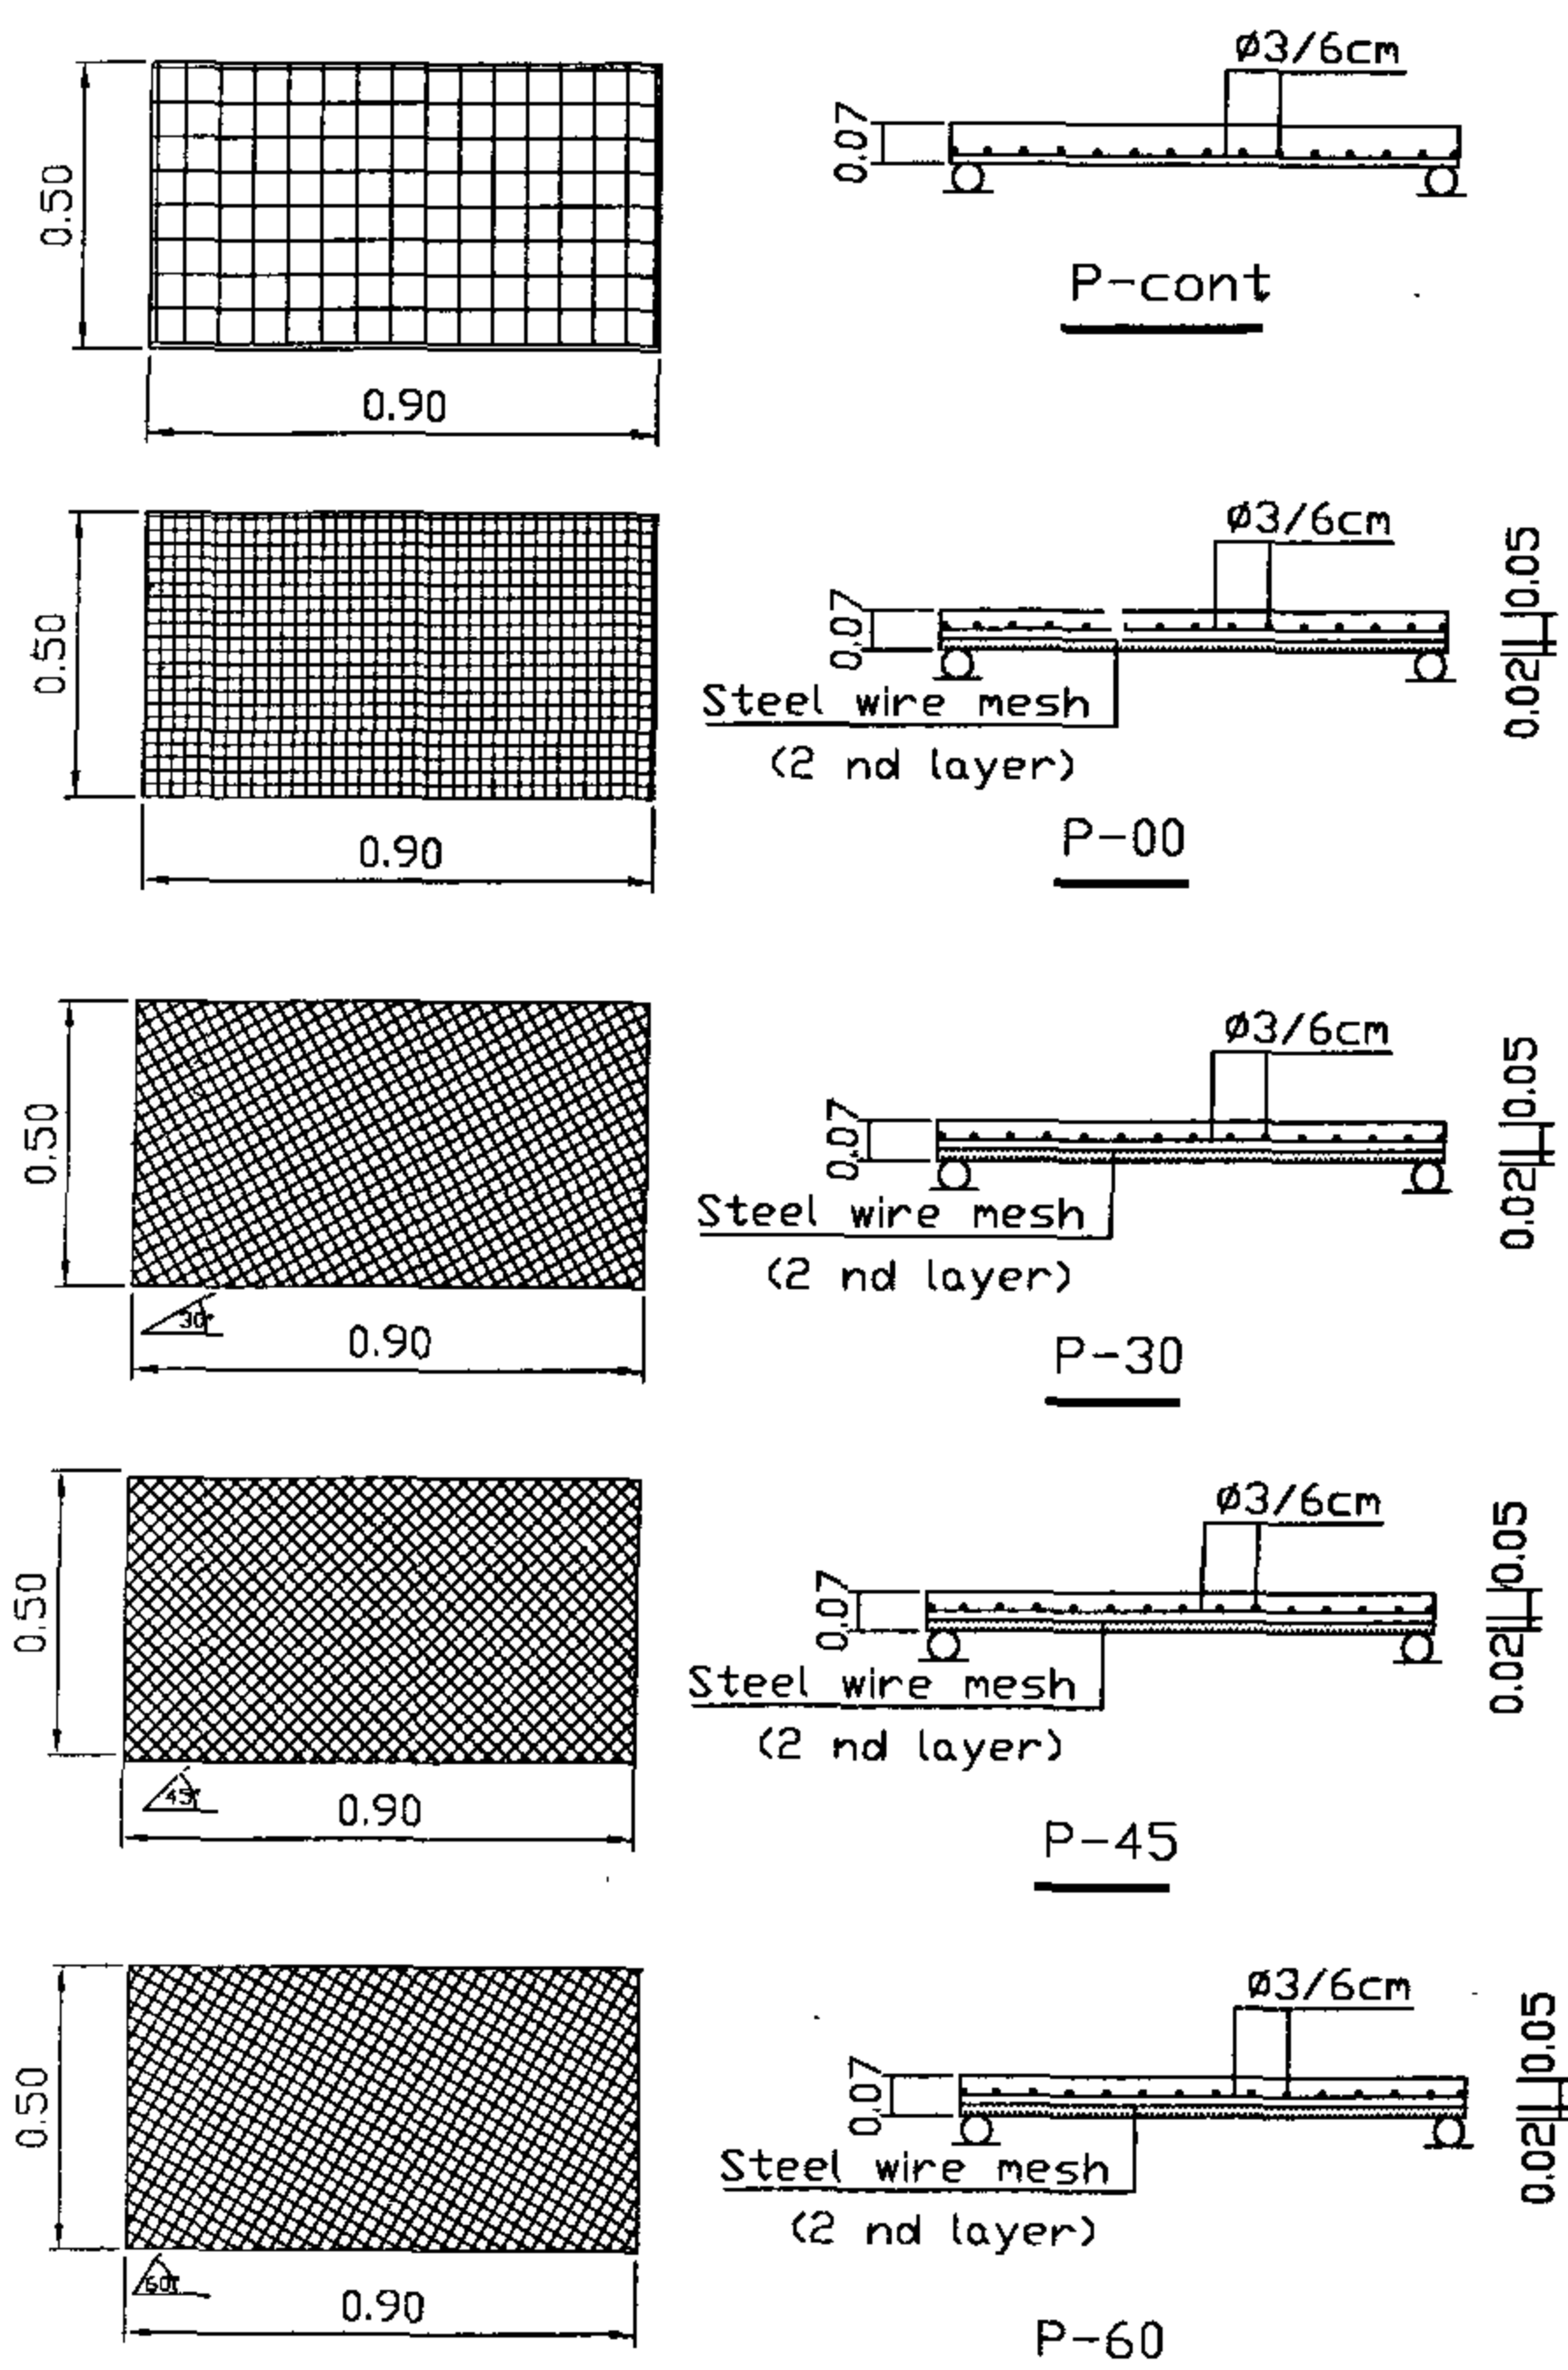 Ø3/6cm
0.50
0.07
P-cont
0.90
Ø3/6cm
0.50
0.07
0.02 0.05
Steel wire mesh
(2 nd layer)
P-00
0.90
Ø3/6cm
0.50
0.07
0.02 0.05
Steel wire mesh
(2 nd layer)
30°
0.90
P-30
Ø3/6cm
0.50
0.07
0.02 0.05
Steel wire mesh
(2 nd layer)
45°
0.90
P-45
Ø3/6cm
0.50
0.07
0.02 0.05
Steel wire mesh
(2 nd layer)
60°
0.90
P-60